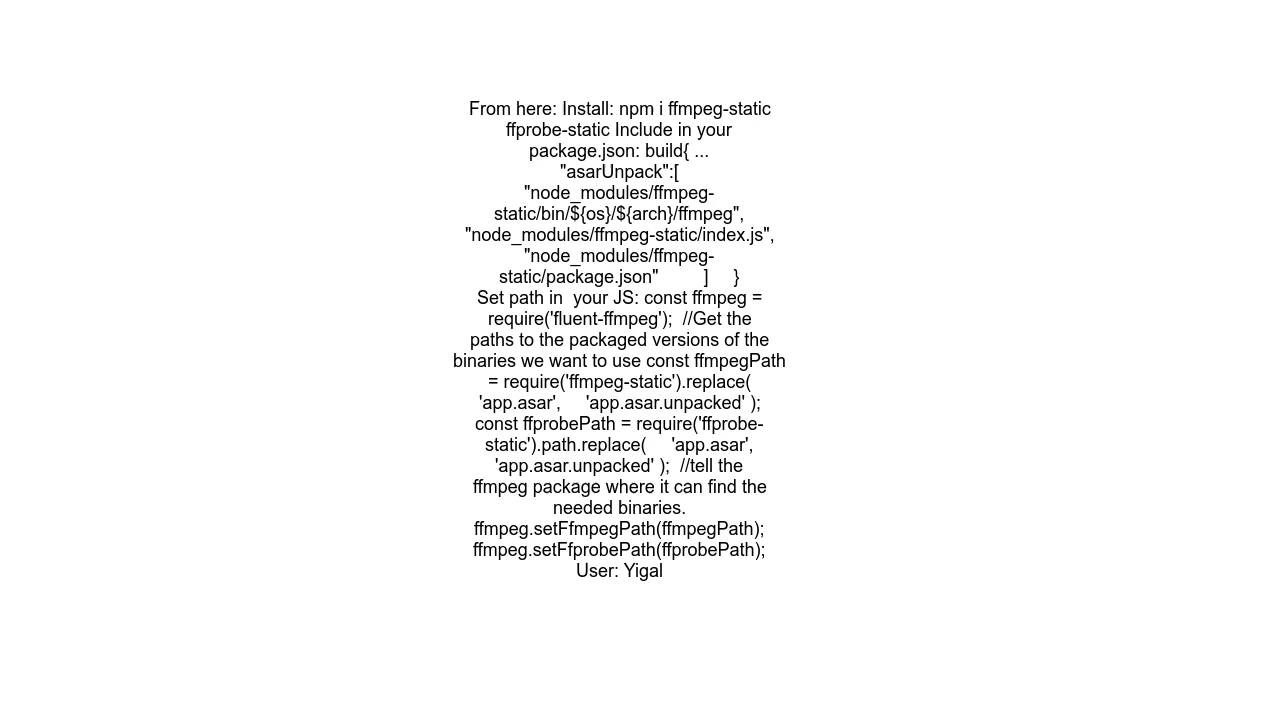 From here: Install: npm i ffmpeg-static
ffprobe-static Include in your
package.json: build{ ...
"asarUnpack":[
"node_modules/ffmpeg-
static/bin/${os}/${arch}/ffmpeg",
"node_modules/ffmpeg-static/index.js",
"node_modules/ffmpeg-
static/package.json"         ]     }
Set path in  your JS: const ffmpeg =
require('fluent-ffmpeg');  //Get the
paths to the packaged versions of the
binaries we want to use const ffmpegPath
= require('ffmpeg-static').replace(
'app.asar',     'app.asar.unpacked' );
const ffprobePath = require('ffprobe-
static').path.replace(     'app.asar',
'app.asar.unpacked' );  //tell the
ffmpeg package where it can find the
needed binaries.
ffmpeg.setFfmpegPath(ffmpegPath);
ffmpeg.setFfprobePath(ffprobePath);
User: Yigal